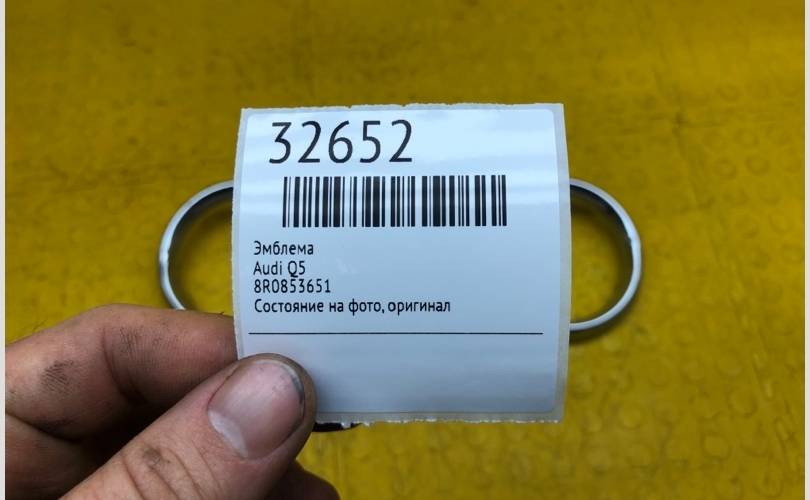 32652
Эмблема
Audi Q5
8R0853651
Состояние на фото, оригинал